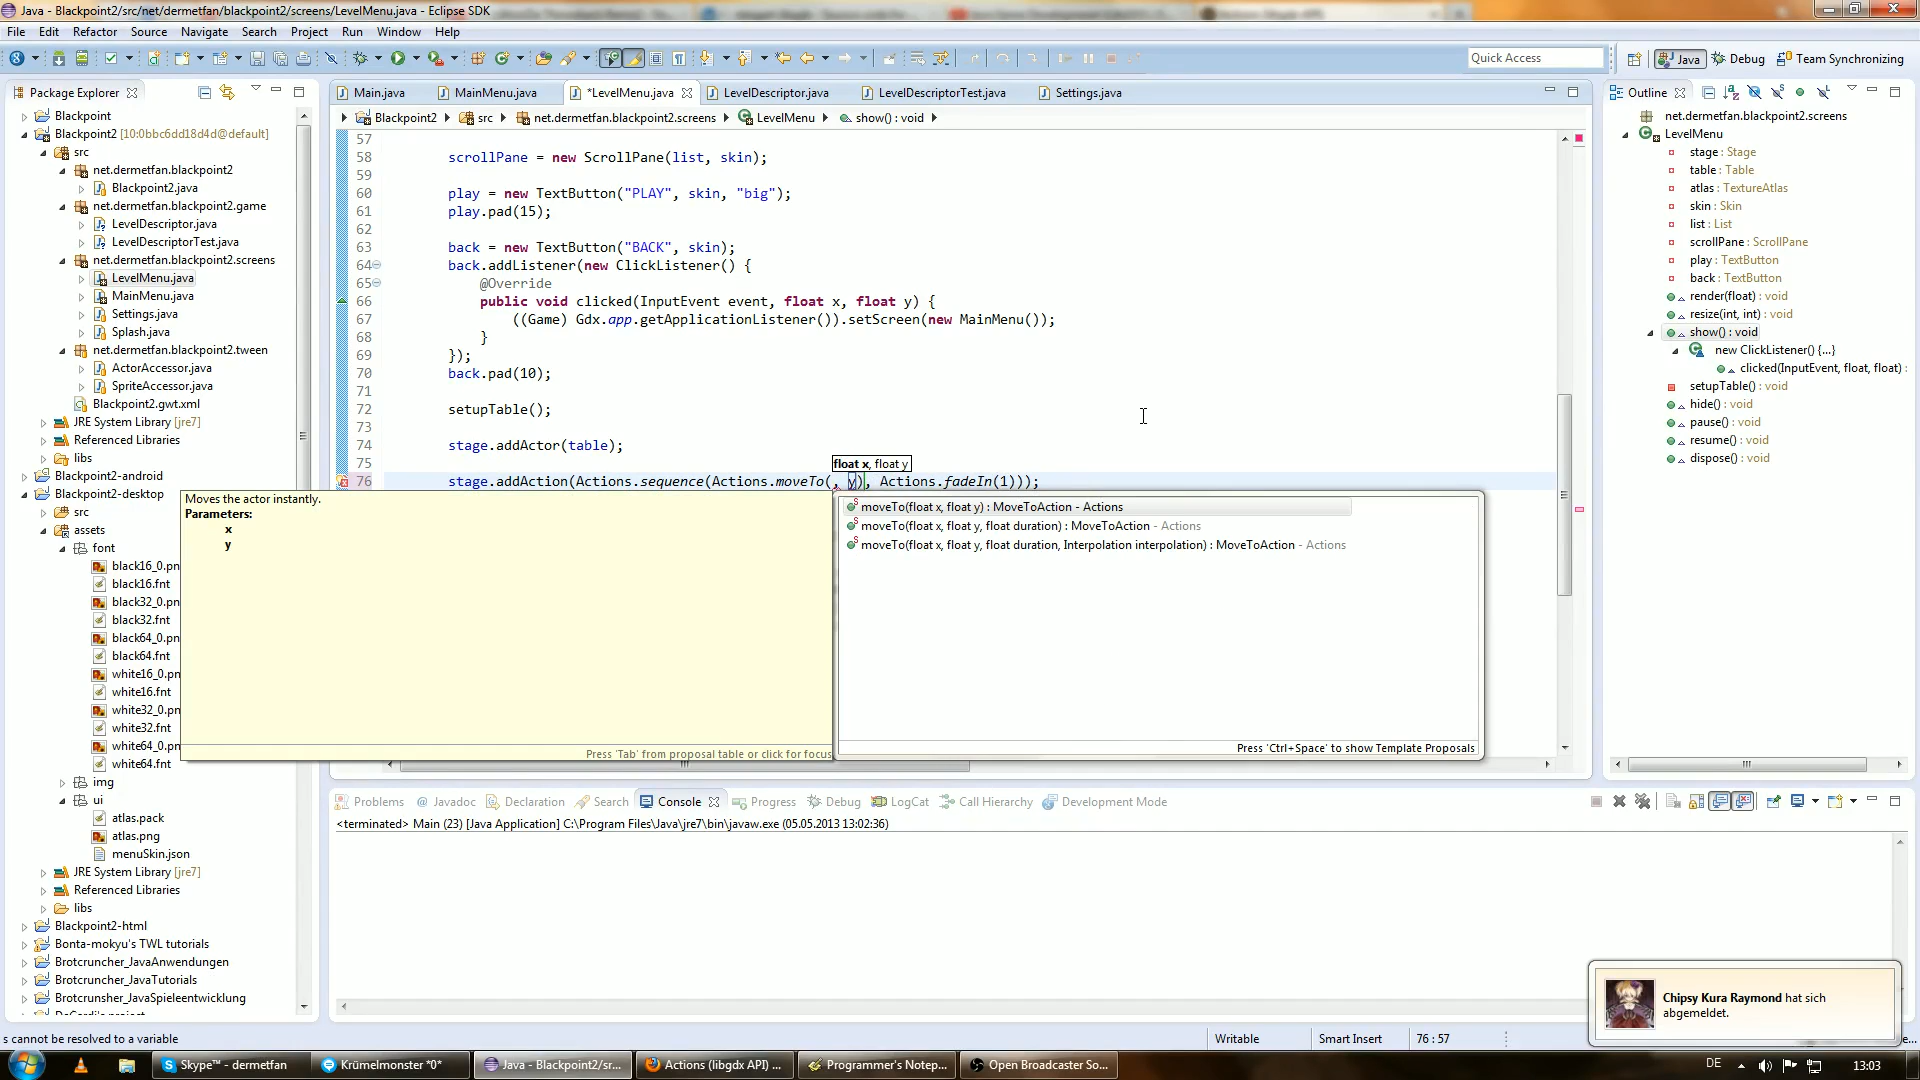 Java - Blackpoint2/src/net/dermetfan/blackpoint2/screens/LevelMenu.java - Eclipse SDK
File Edit Refactor Source Navigate Search Project Run Window Help
Quick Access
Java Debug Team Synchronizing
Package Explorer
Main.java MainMenu.java *LevelMenu.java LevelDescriptor.java LevelDescriptorTest.java Settings.java
Outline
Blackpoint2 src net.dermetfan.blackpoint2.screens LevelMenu show() : void
Blackpoint
Blackpoint2 [10:0bbc6dd18d4d@default]
src
net.dermetfan.blackpoint2
Blackpoint2.java
net.dermetfan.blackpoint2.game
LevelDescriptor.java
LevelDescriptorTest.java
net.dermetfan.blackpoint2.screens
LevelMenu.java
MainMenu.java
Settings.java
Splash.java
net.dermetfan.blackpoint2.tween
ActorAccessor.java
SpriteAccessor.java
Blackpoint2.gwt.xml
JRE System Library [jre7]
Referenced Libraries
libs
Blackpoint2-android
Blackpoint2-desktop
src
assets
font
black16_0.pn
black16.fnt
black32_0.pn
black32.fnt
black64_0.pn
black64.fnt
white16_0.pn
white16.fnt
white32_0.pn
white32.fnt
white64_0.pn
white64.fnt
img
ui
atlas.pack
atlas.png
menuSkin.json
JRE System Library [jre7]
Referenced Libraries
libs
Blackpoint2-html
Bonta-mokyu's TWL tutorials
Brotcruncher_JavaAnwendungen
Brotcruncher_JavaTutorials
Brotcrunsher_JavaSpieleentwicklung
57
58 scrollPane = new ScrollPane(list, skin);
59
60 play = new TextButton("PLAY", skin, "big");
61 play.pad(15);
62
63 back = new TextButton("BACK", skin);
64 back.addListener(new ClickListener() {
65 @Override
66 public void clicked(InputEvent event, float x, float y) {
67 ((Game) Gdx.app.getApplicationListener()).setScreen(new MainMenu());
68 }
69 });
70 back.pad(10);
71
72 setupTable();
73
74 stage.addActor(table);
75
float x, float y
76 stage.addAction(Actions.sequence(Actions.moveTo(, y), Actions.fadeIn(1)));
Moves the actor instantly.
Parameters:
x
y
Press 'Tab' from proposal table or click for focus
moveTo(float x, float y) : MoveToAction - Actions
moveTo(float x, float y, float duration) : MoveToAction - Actions
moveTo(float x, float y, float duration, Interpolation interpolation) : MoveToAction - Actions
Press 'Ctrl+Space' to show Template Proposals
net.dermetfan.blackpoint2.screens
LevelMenu
stage : Stage
table : Table
atlas : TextureAtlas
skin : Skin
list : List
scrollPane : ScrollPane
play : TextButton
back : TextButton
render(float) : void
resize(int, int) : void
show() : void
new ClickListener() {...}
clicked(InputEvent, float, float) :
setupTable() : void
hide() : void
pause() : void
resume() : void
dispose() : void
Problems Javadoc Declaration Search Console Progress Debug LogCat Call Hierarchy Development Mode
<terminated> Main (23) [Java Application] C:\Program Files\Java\jre7\bin\javaw.exe (05.05.2013 13:02:36)
Chipsy Kura Raymond hat sich
abgemeldet.
s cannot be resolved to a variable
Writable Smart Insert 76 : 57
Skype™ - dermetfan Krümelmonster *0* Java - Blackpoint2/sr... Actions (libgdx API) ... Programmer's Notep... Open Broadcaster So...
DE 13:03